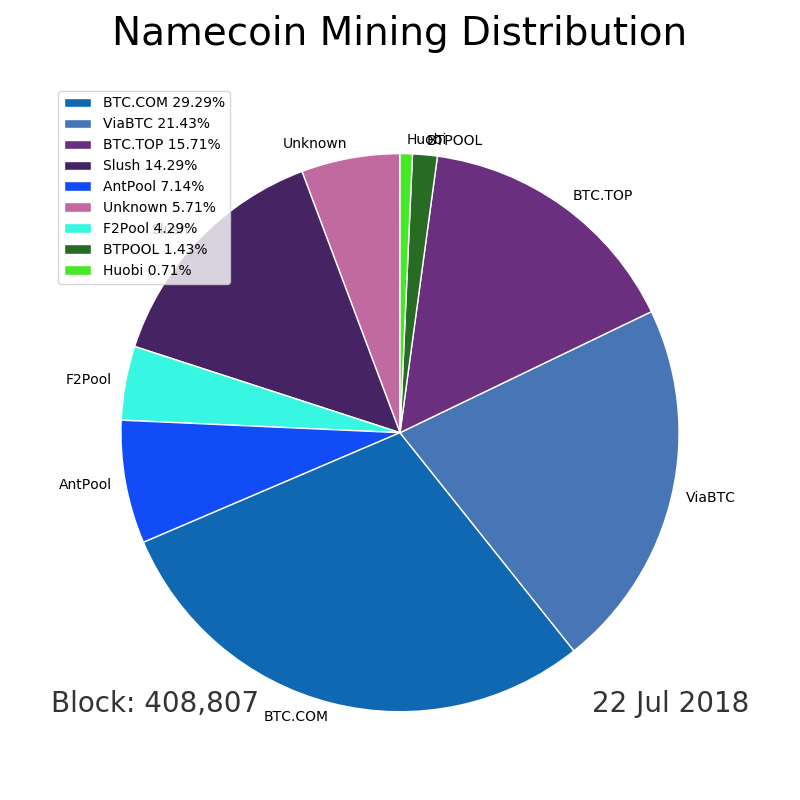 Namecoin Mining Distribution
BTC.COM 29.29%
ViaBTC 21.43%
BTC.TOP 15.71%
Slush 14.29%
AntPool 7.14%
Unknown 5.71%
F2Pool 4.29%
BTPOOL 1.43%
Huobi 0.71%
Unknown
Huobi
BTPOOL
BTC.TOP
F2Pool
AntPool
ViaBTC
BTC.COM
Block: 408,807
22 Jul 2018